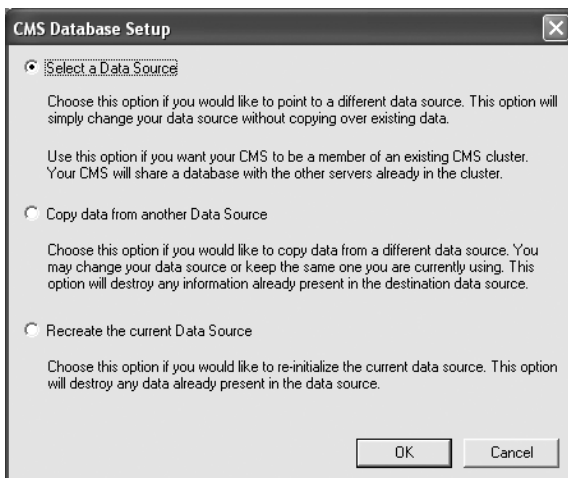 CMS Database Setup
Select a Data Source
Choose this option if you would like to point to a different data source. This option will
simply change your data source without copying over existing data.
Use this option if you want your CMS to be a member of an existing CMS cluster.
Your CMS will share a database with the other servers already in the cluster.
Copy data from another Data Source
Choose this option if you would like to copy data from a different data source. You
may change your data source or keep the same one you are currently using. This
option will destroy any information already present in the destination data source.
Recreate the current Data Source
Choose this option if you would like to re-initialize the current data source. This option
will destroy any data already present in the data source.
OK Cancel